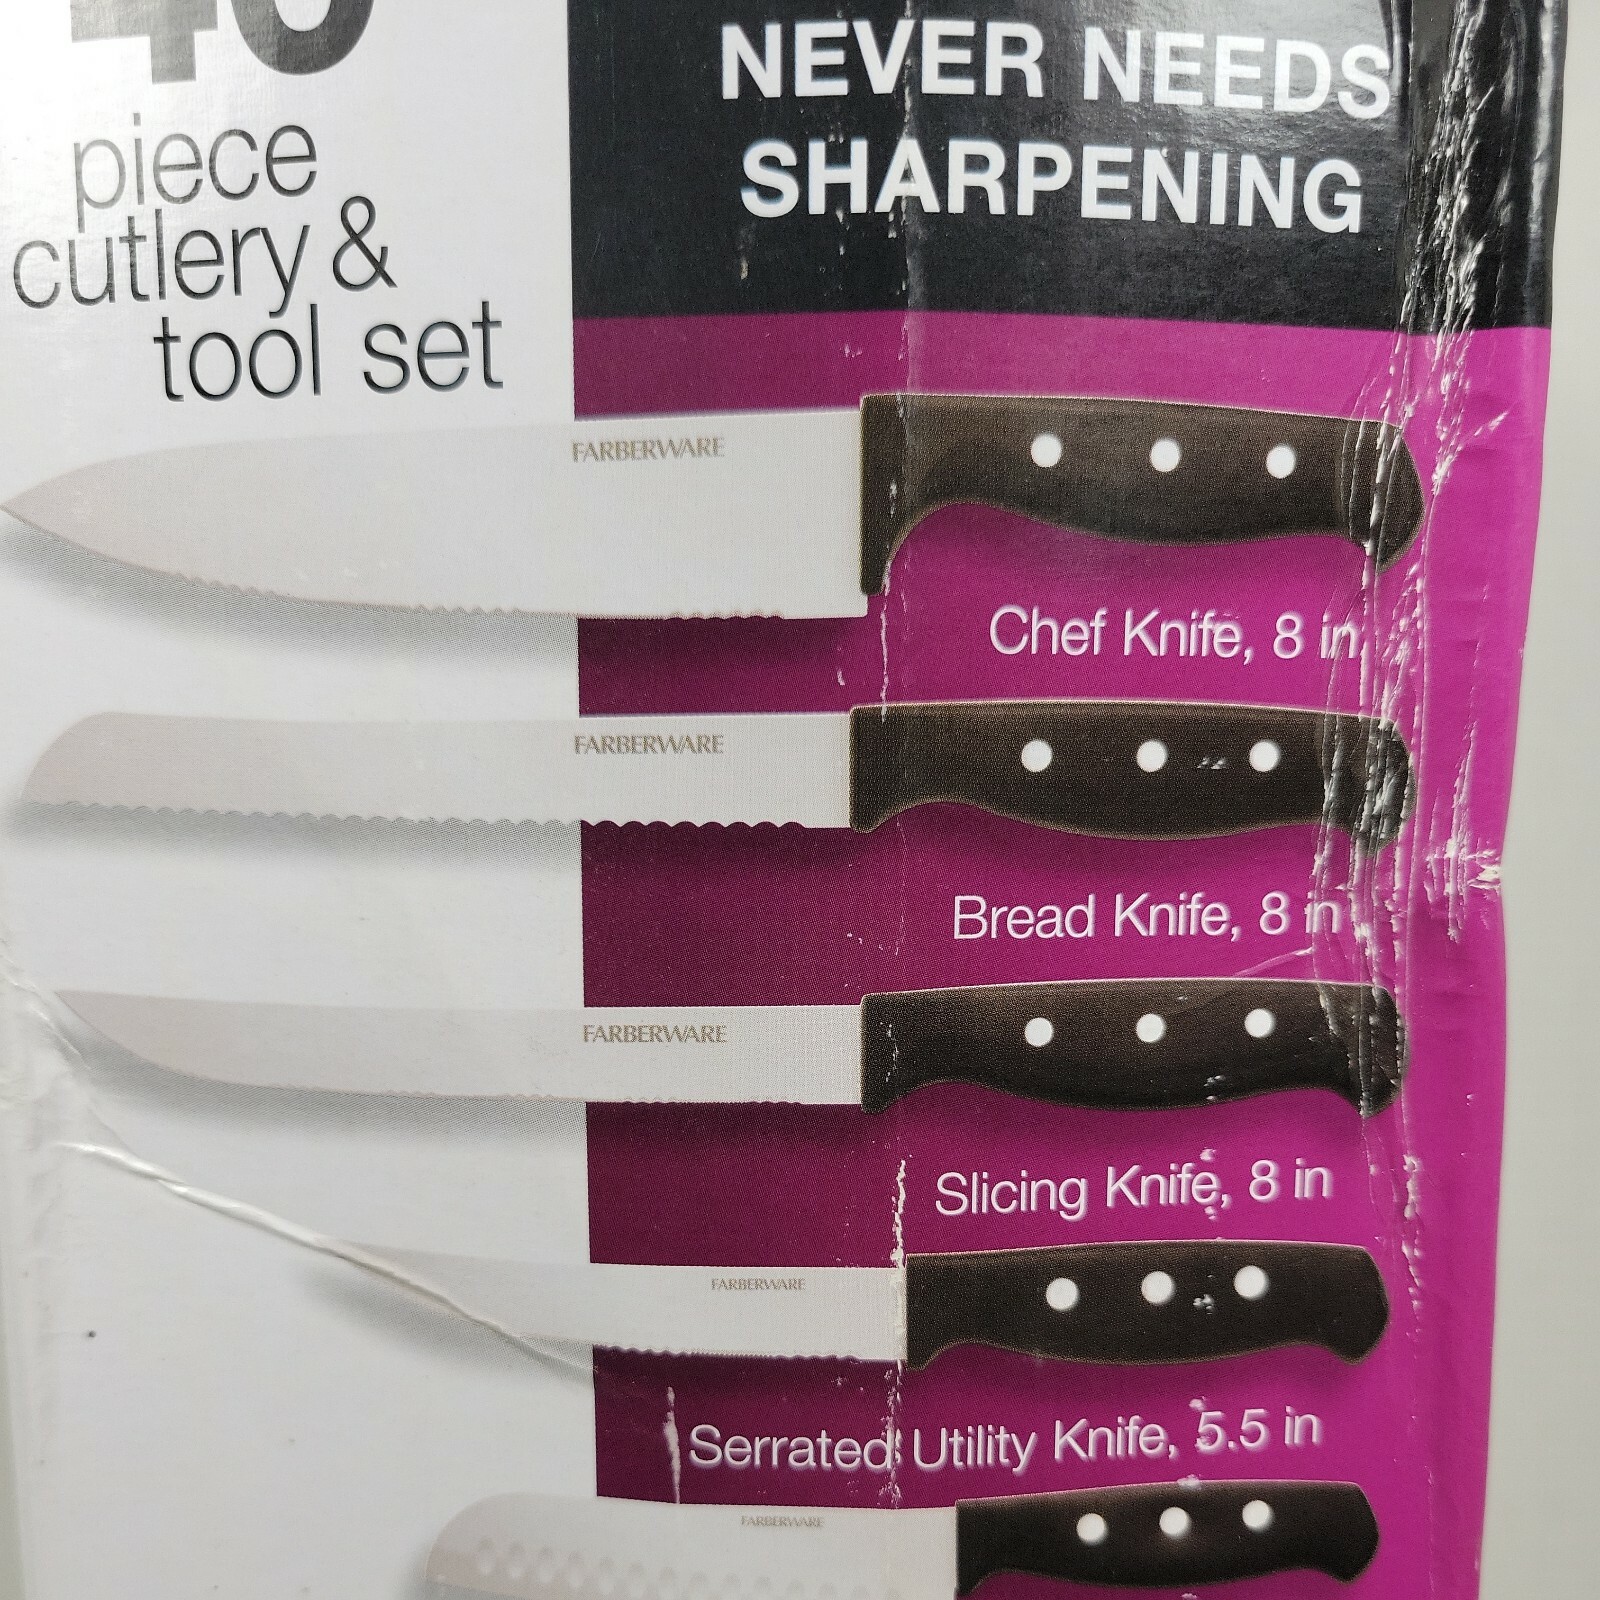 40
piece
cutlery &
tool set
NEVER NEEDS
SHARPENING
FARBERWARE
Chef Knife, 8 in
FARBERWARE
Bread Knife, 8 in
FARBERWARE
Slicing Knife, 8 in
FARBERWARE
Serrated Utility Knife, 5.5 in
FARBERWARE